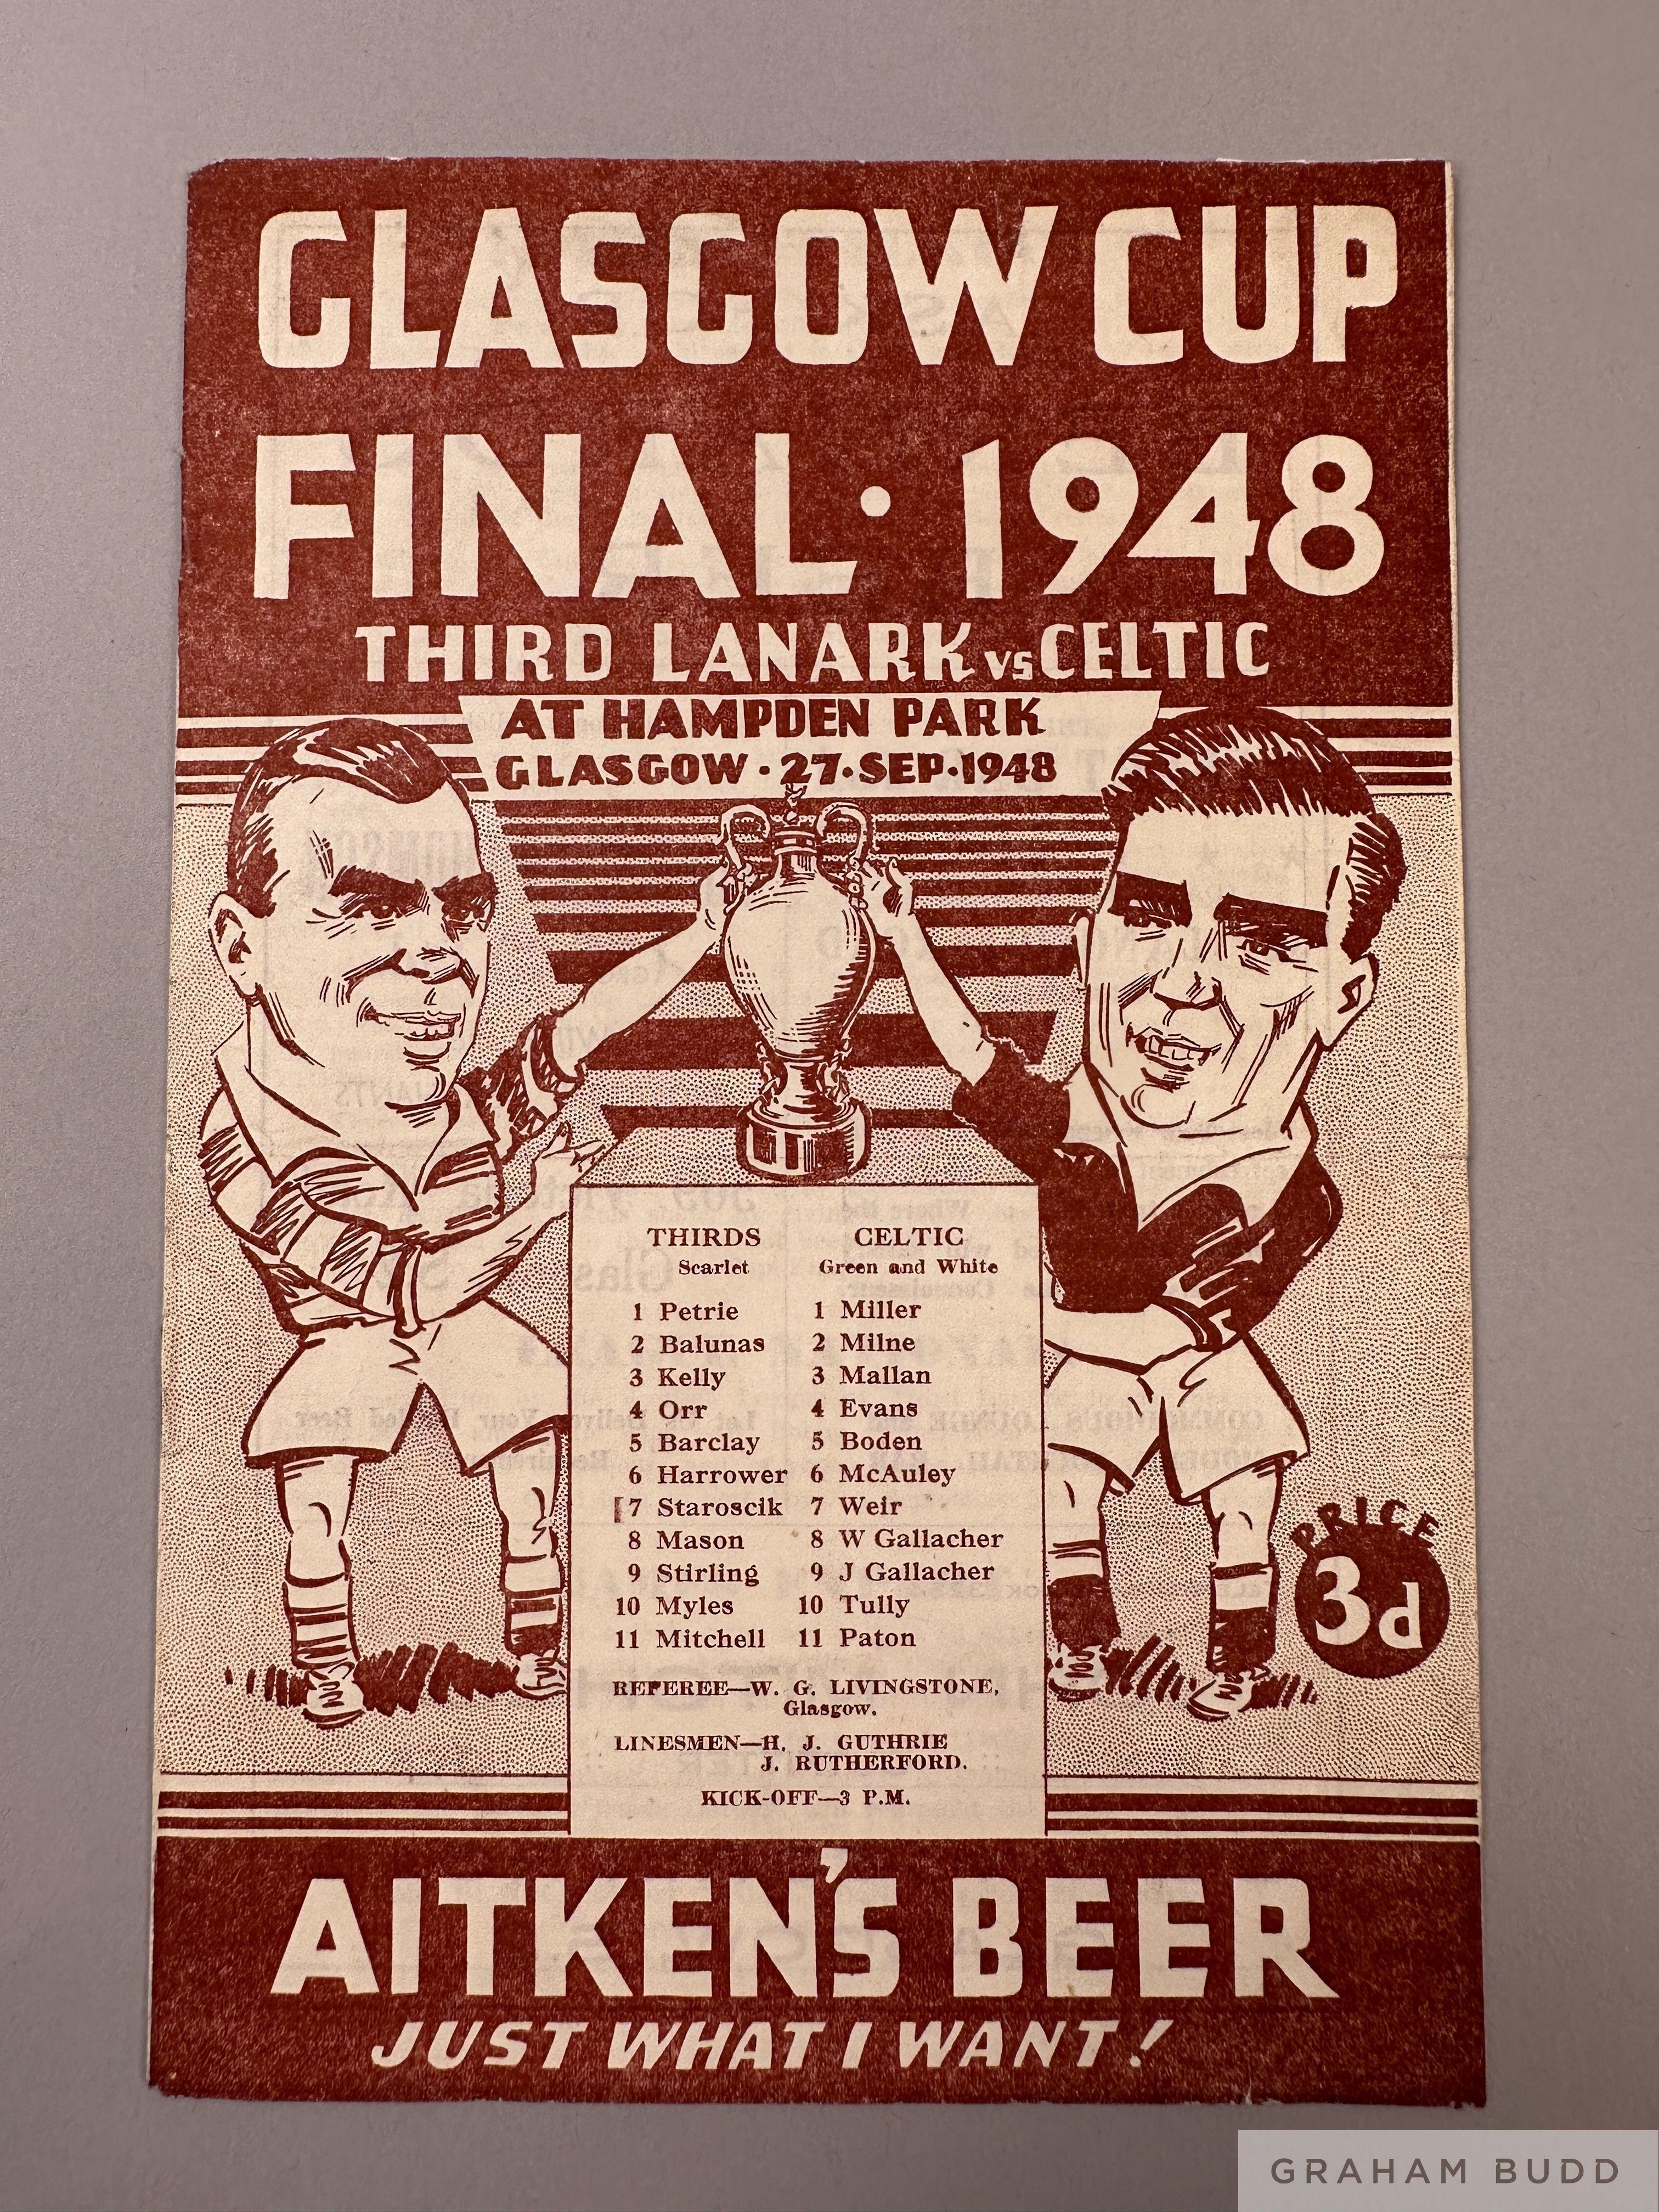 GLASGOW CUP
FINAL · 1948
THIRD LANARK VS CELTIC
AT HAMPDEN PARK
GLASGOW · 27 · SEP · 1948
THIRDS
Scarlet
1 Petrie
2 Balunas
3 Kelly
4 Orr
5 Barclay
6 Harrower
7 Staroscik
8 Mason
9 Stirling
10 Myles
11 Mitchell
CELTIC
Green and White
1 Miller
2 Milne
3 Mallan
4 Evans
5 Boden
6 McAuley
7 Weir
8 W Gallacher
9 J Gallacher
10 Tully
11 Paton
REFEREE—W. G. LIVINGSTONE,
Glasgow.
LINESMEN—H. J. GUTHRIE
J. RUTHERFORD.
KICK-OFF—3 P.M.
PRICE
3d
AITKEN'S BEER
JUST WHAT I WANT!
GRAHAM BUDD